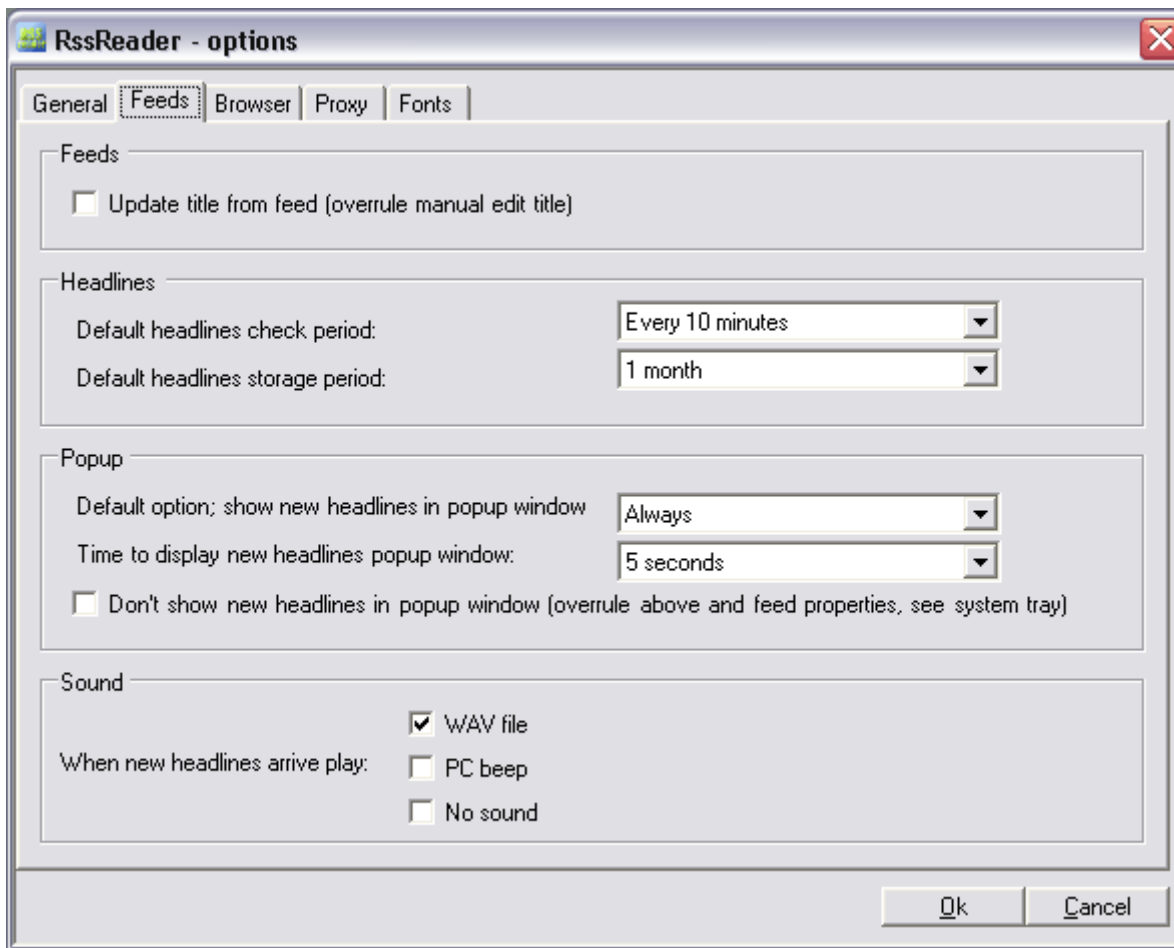 RssReader - options
General Feeds Browser Proxy Fonts
Feeds
Update title from feed (overrule manual edit title)
Headlines
Default headlines check period: Every 10 minutes
Default headlines storage period: 1 month
Popup
Default option; show new headlines in popup window Always
Time to display new headlines popup window: 5 seconds
Don't show new headlines in popup window (overrule above and feed properties, see system tray)
Sound
WAV file
When new headlines arrive play: PC beep
No sound
Ok Cancel